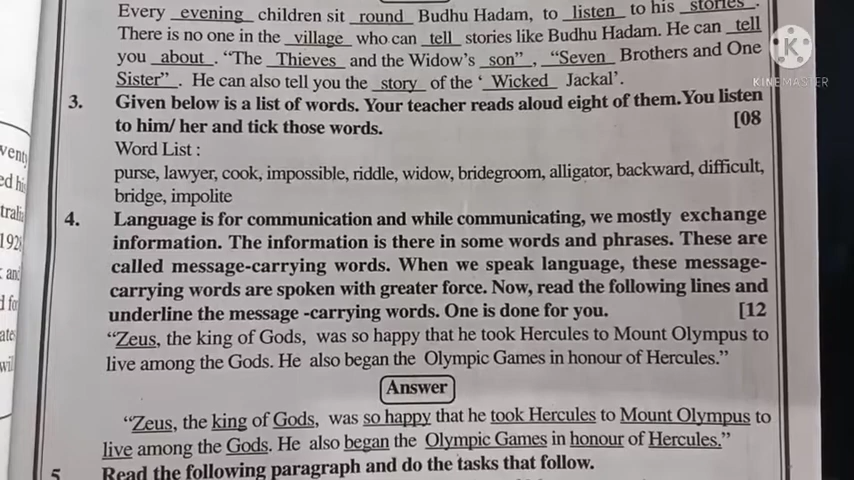 Every evening children sit round Budhu Hadam, to listen to his stories.
There is no one in the village who can tell stories like Budhu Hadam. He can tell
you about. "The Thieves and the Widow's son", "Seven Brothers and One
Sister". He can also tell you the story of the 'Wicked Jackal'.
KINEMASTER
3. Given below is a list of words. Your teacher reads aloud eight of them. You listen
to him/ her and tick those words. [08
Word List :
purse, lawyer, cook, impossible, riddle, widow, bridegroom, alligator, backward, difficult,
bridge, impolite
4. Language is for communication and while communicating, we mostly exchange
information. The information is there in some words and phrases. These are
called message-carrying words. When we speak language, these message-
carrying words are spoken with greater force. Now, read the following lines and
underline the message -carrying words. One is done for you. [12
"Zeus, the king of Gods, was so happy that he took Hercules to Mount Olympus to
live among the Gods. He also began the Olympic Games in honour of Hercules."
Answer
"Zeus, the king of Gods, was so happy that he took Hercules to Mount Olympus to
live among the Gods. He also began the Olympic Games in honour of Hercules."
5 Read the following paragraph and do the tasks that follow.